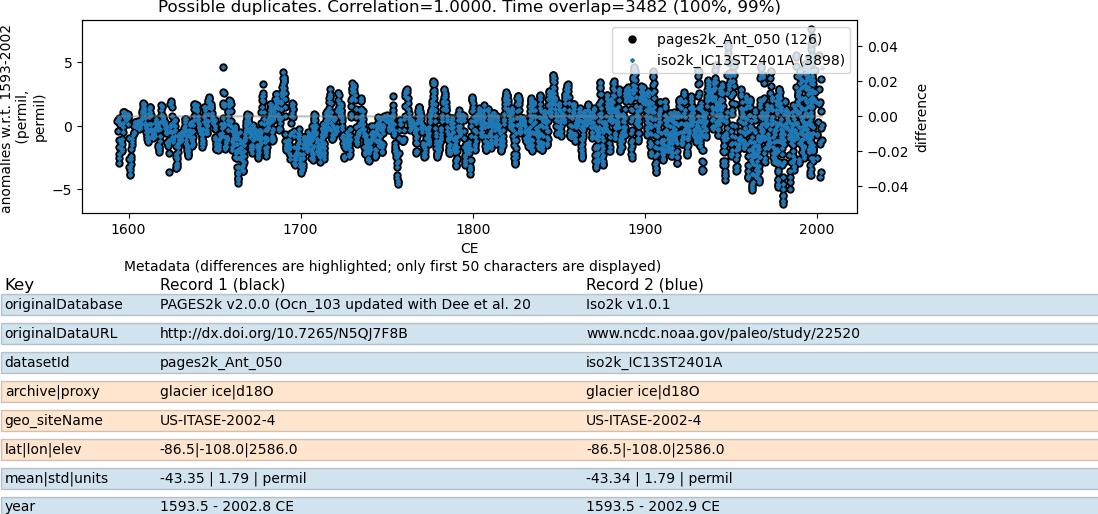 Possible duplicates. Correlation=1.0000. Time overlap=3482 (100%, 99%)
anomalies w.r.t. 1593-2002
(permil,
permil)
5
0
−5
pages2k_Ant_050 (126)
iso2k_IC13ST2401A (3898)
0.04
0.02
0.00
−0.02
−0.04
difference
1600 1700 1800 1900 2000
CE
Metadata (differences are highlighted; only first 50 characters are displayed)
Key Record 1 (black) Record 2 (blue)
originalDatabase PAGES2k v2.0.0 (Ocn_103 updated with Dee et al. 20 Iso2k v1.0.1
originalDataURL http://dx.doi.org/10.7265/N5QJ7F8B www.ncdc.noaa.gov/paleo/study/22520
datasetId pages2k_Ant_050 iso2k_IC13ST2401A
archive|proxy glacier ice|d18O glacier ice|d18O
geo_siteName US-ITASE-2002-4 US-ITASE-2002-4
lat|lon|elev -86.5|-108.0|2586.0 -86.5|-108.0|2586.0
mean|std|units -43.35 | 1.79 | permil -43.34 | 1.79 | permil
year 1593.5 - 2002.8 CE 1593.5 - 2002.9 CE